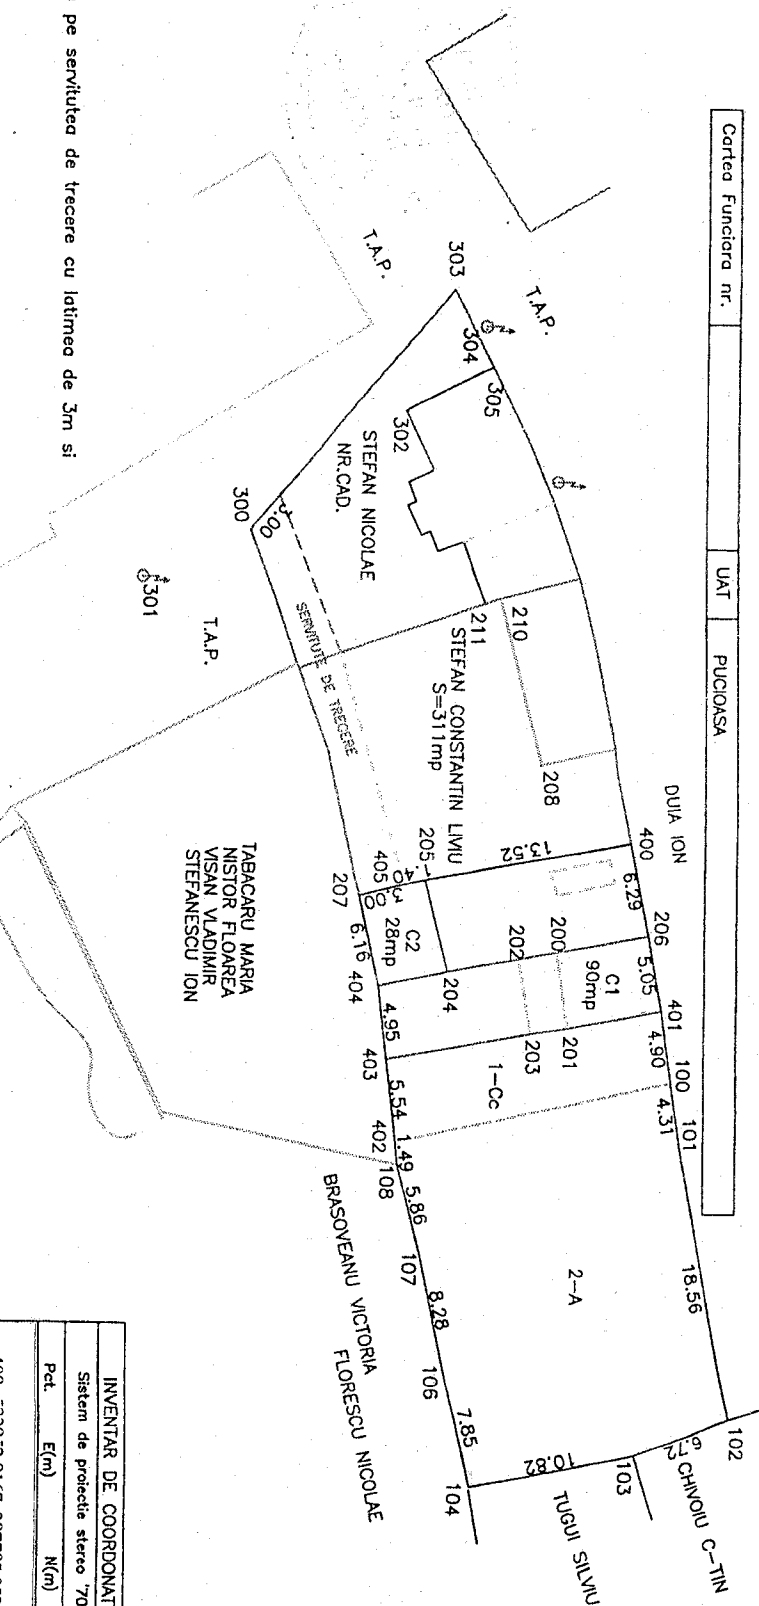 Cartea Funciara nr.
UAT
PUCIOASA
pe servitutea de trecere cu latimea de 3m si
T.A.P.
T.A.P.
303
304
305
302
STEFAN NICOLAE
NR.CAD.
300
3.00
301
T.A.P.
SERVITUTE DE TRECERE
211
210
STEFAN CONSTANTIN LIVIU
S=311mp
208
DUIA ION
400
13.52
205
405
3.00
207
6.29
206
200
202
C1
90mp
C2
28mp
6.16
404
204
5.05
401
201
203
4.95
403
1-Cc
4.90
100
4.31
101
5.54
402
1.49
108
5.86
107
8.28
106
7.85
104
2-A
18.56
102
6.72
103
10.82
CHIVOIU C-TIN
TUGUI SILVIU
TABACARU MARIA
NISTOR FLOAREA
VISAN VLADIMIR
STEFANESCU ION
BRASOVEANU VICTORIA
FLORESCU NICOLAE
INVENTAR DE COORDONAT
Sistem de proiectie stereo '70
Pct. E(m) N(m)